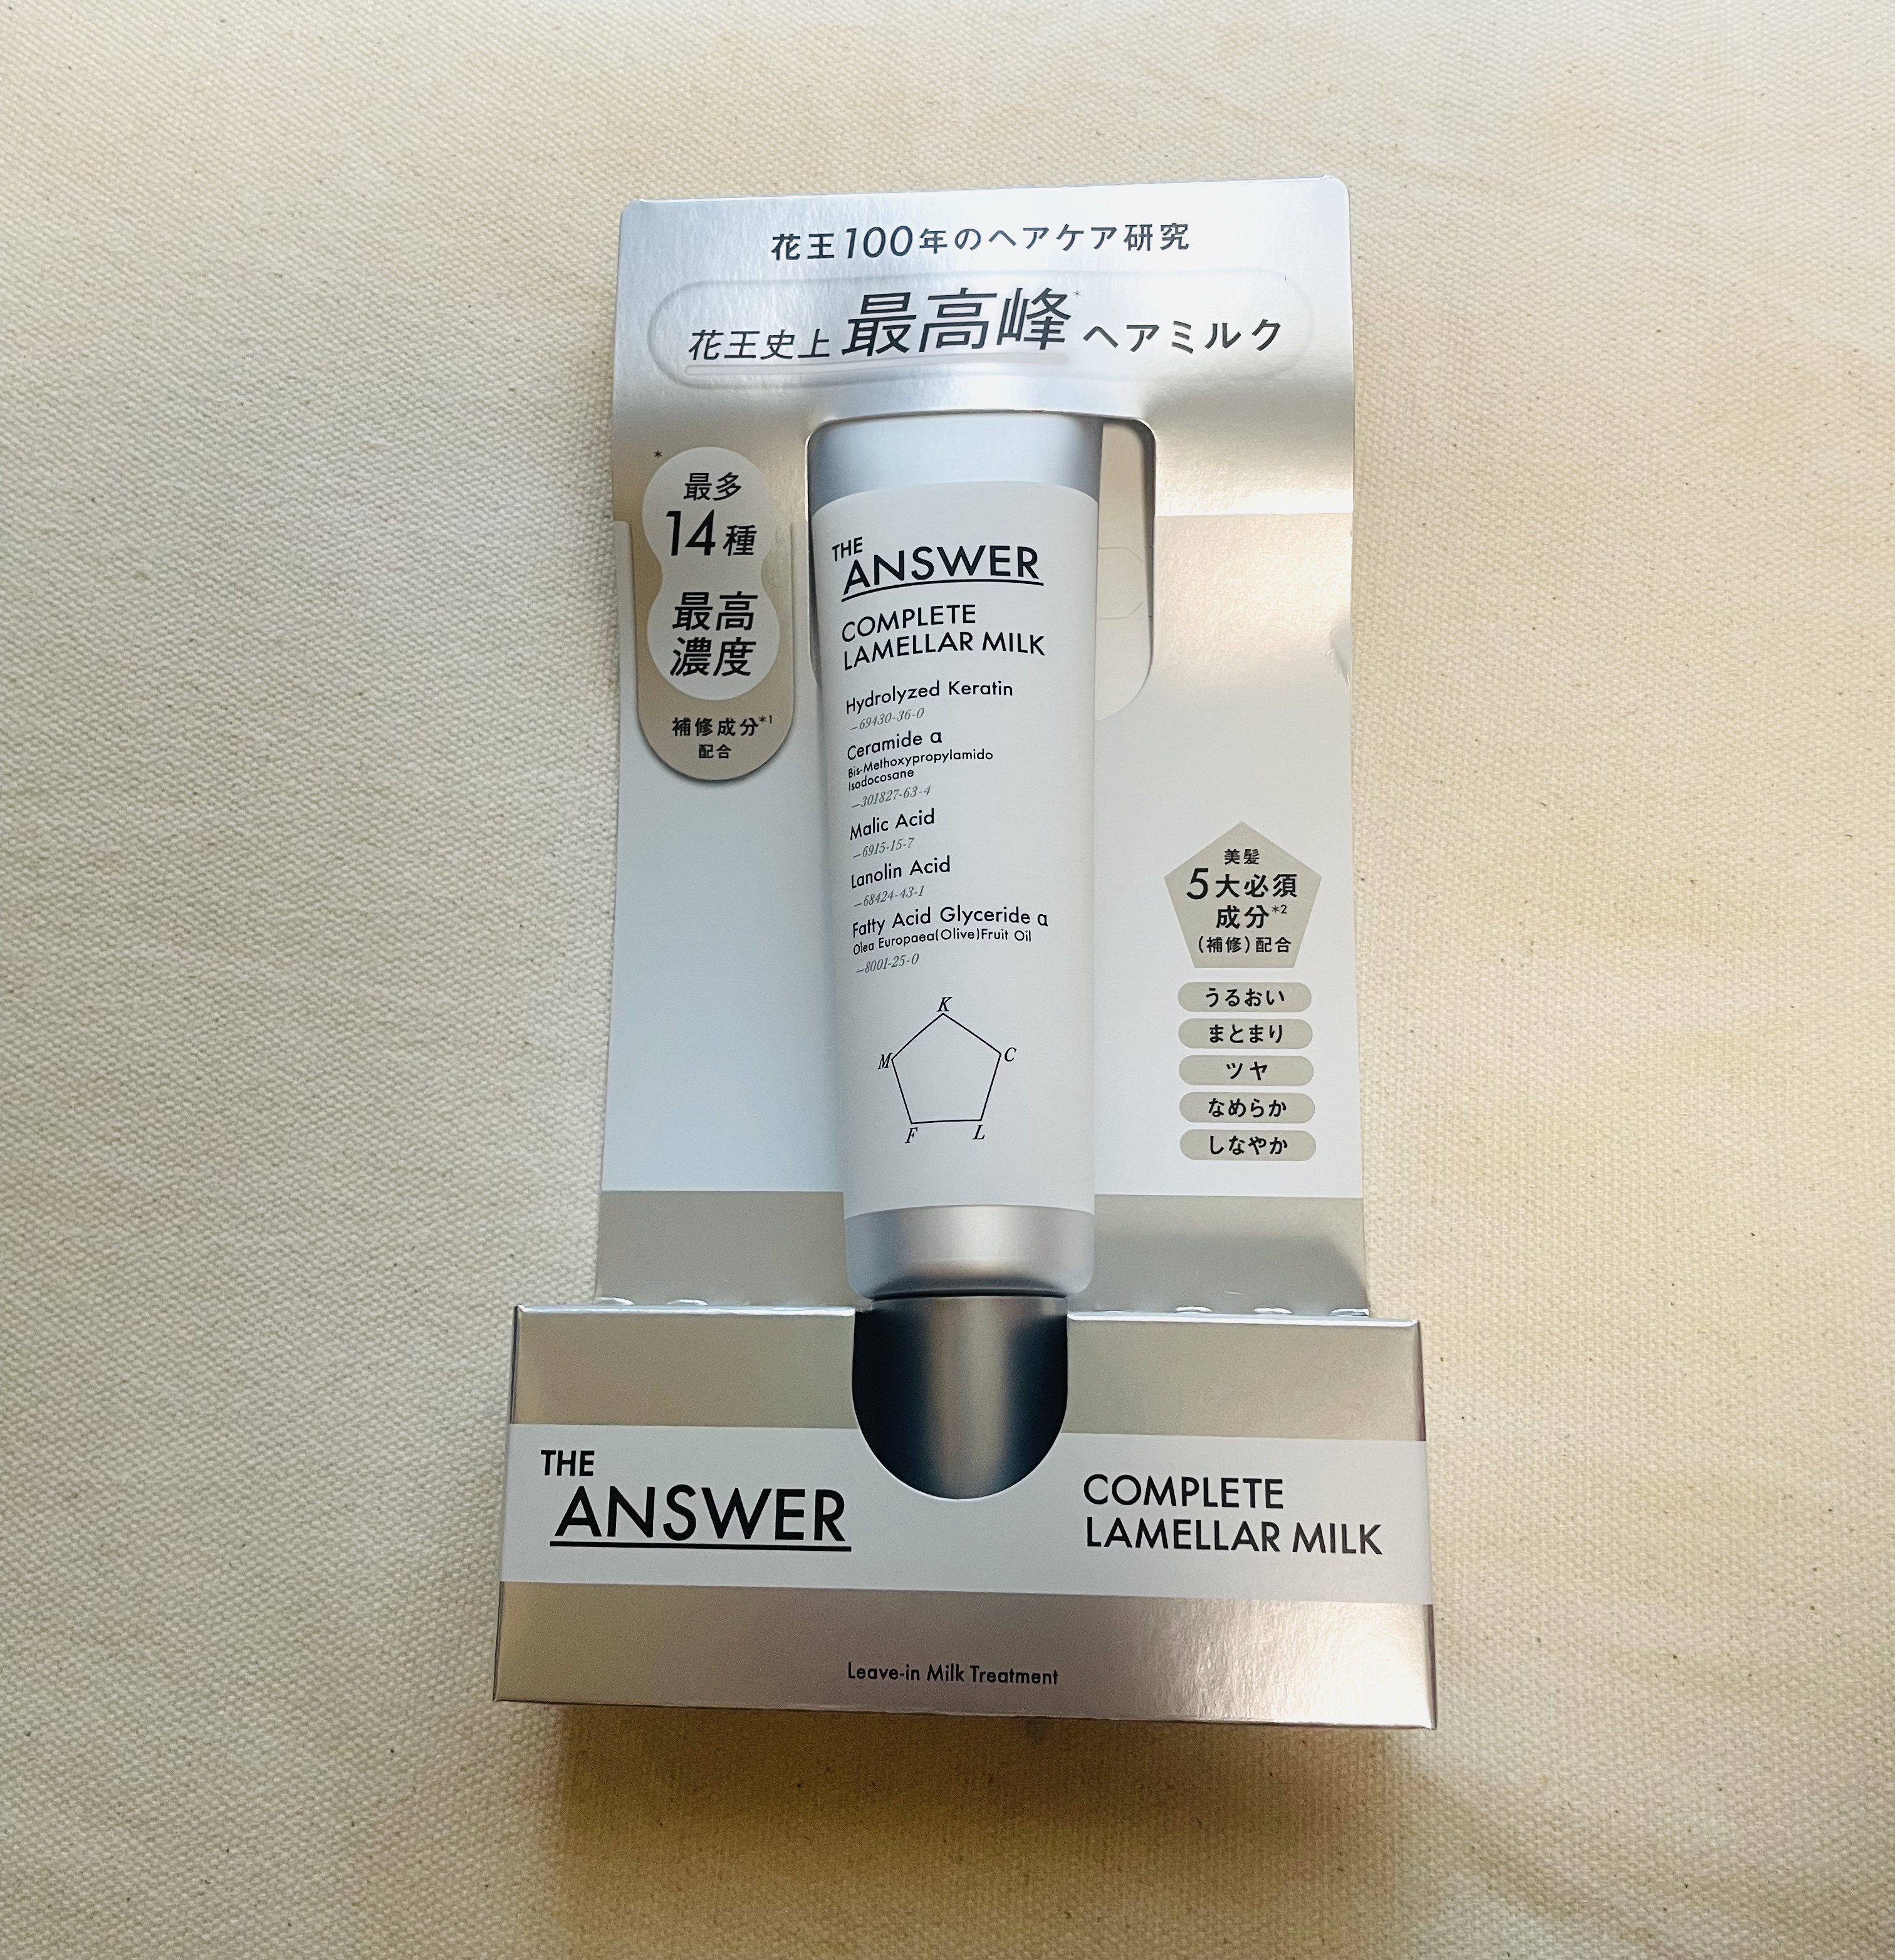 花王100年のヘアケア研究
花王史上最高峰*ヘアミルク
*
最多
14種
最高
濃度
補修成分*1
配合
THE
ANSWER
COMPLETE
LAMELLAR MILK
Hydrolyzed Keratin
—69430-36-0
Ceramide α
Bis-Methoxypropylamido
Isodocosane
—301827-63-4
Malic Acid
—6915-15-7
Lanolin Acid
—68424-43-1
Fatty Acid Glyceride α
Olea Europaea(Olive)Fruit Oil
—8001-25-0
K
M
C
F
L
美髪
5大必須
成分*2
(補修)配合
うるおい
まとまり
ツヤ
なめらか
しなやか
THE
ANSWER
COMPLETE
LAMELLAR MILK
Leave-in Milk Treatment